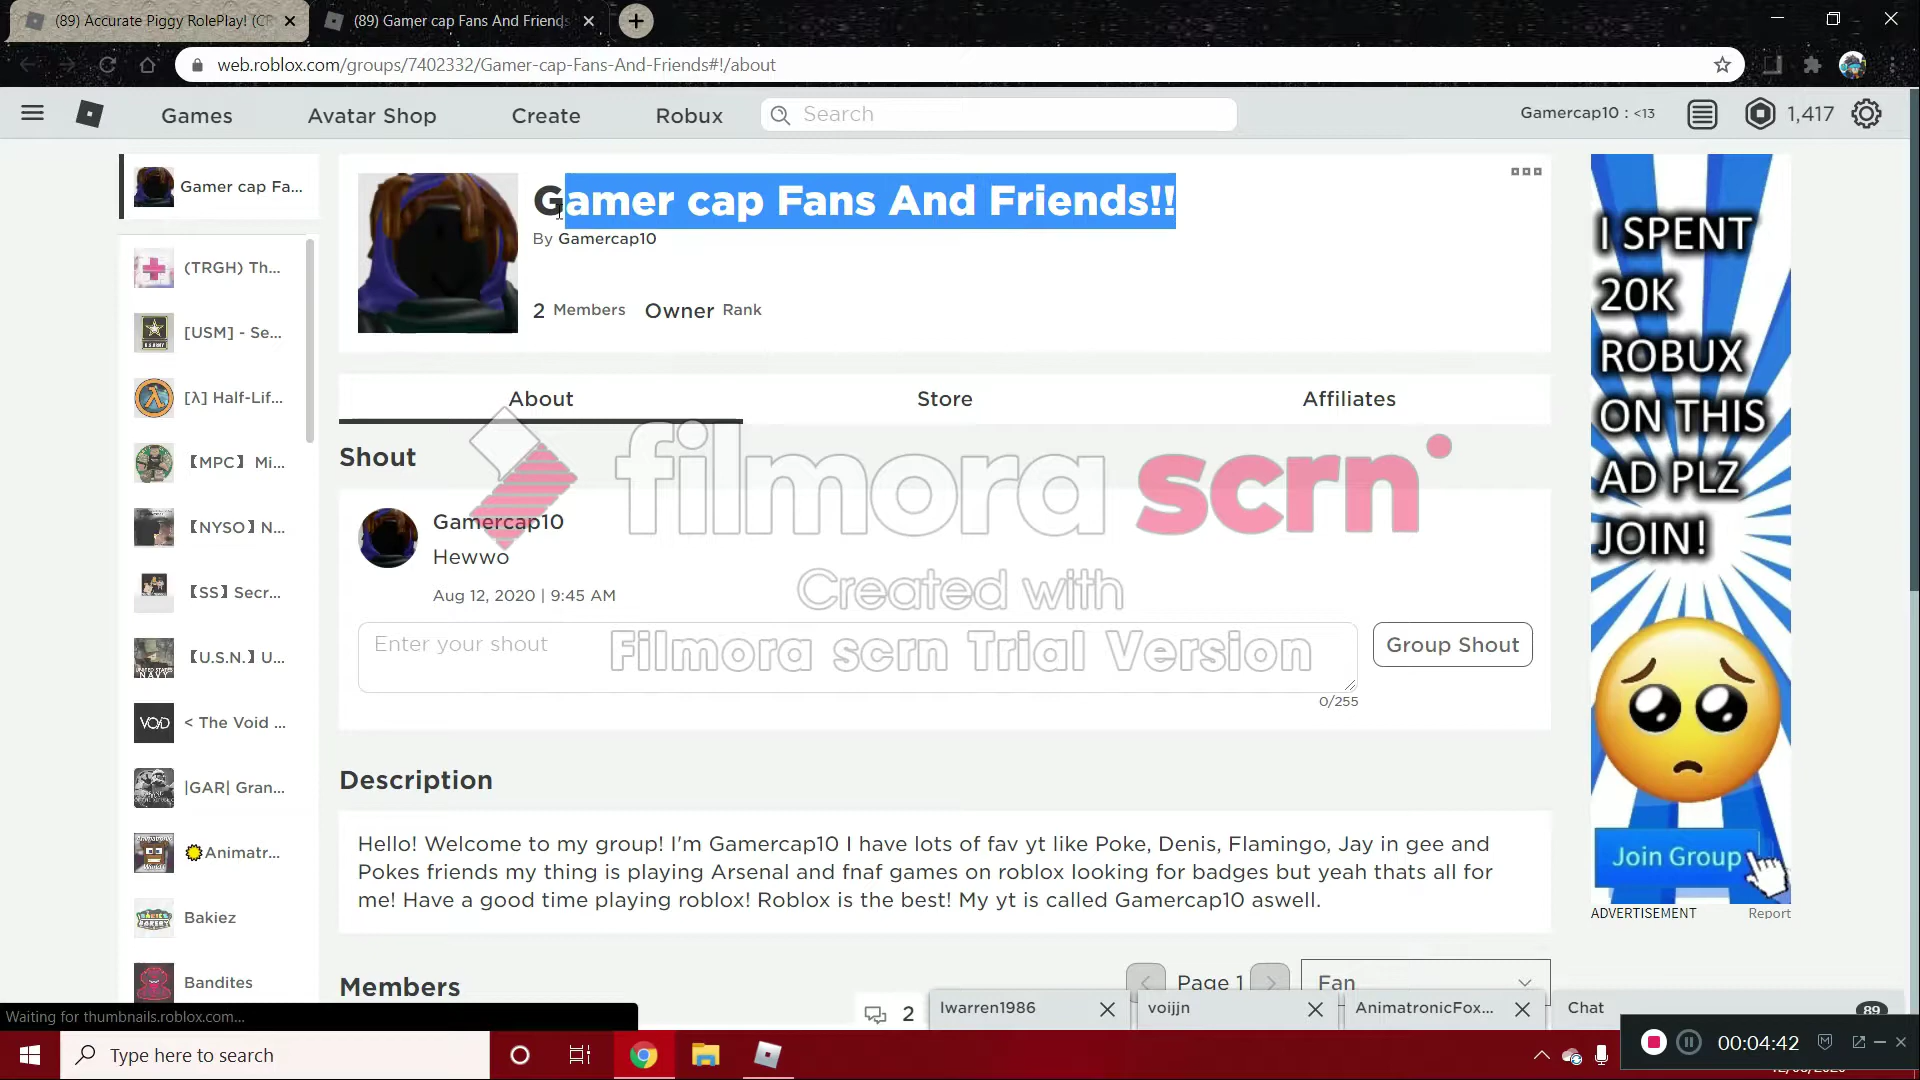 (89) Accurate Piggy RolePlay! (CF
(89) Gamer cap Fans And Friends
web.roblox.com/groups/7402332/Gamer-cap-Fans-And-Friends#!/about
Games
Avatar Shop
Create
Robux
Search
Gamercap10 : <13
1,417
Gamer cap Fa...
(TRGH) Th...
[USM] - Se...
[λ] Half-Lif...
【MPC】 Mi...
【NYSO】N...
【SS】Secr...
【U.S.N.】U...
UNITED STATES
NAVY
VOID
< The Void ...
|GAR| Gran...
Animatr...
Bakiez
Bandites
Gamer cap Fans And Friends!!
By Gamercap10
2 Members Owner Rank
About
Store
Affiliates
Shout
Gamercap10
Hewwo
Aug 12, 2020 | 9:45 AM
Enter your shout
Group Shout
0/255
filmora scrn
Created with
Filmora scrn Trial Version
Description
Hello! Welcome to my group! I'm Gamercap10 I have lots of fav yt like Poke, Denis, Flamingo, Jay in gee and
Pokes friends my thing is playing Arsenal and fnaf games on roblox looking for badges but yeah thats all for
me! Have a good time playing roblox! Roblox is the best! My yt is called Gamercap10 aswell.
Members
Page 1
Fan
I SPENT
20K
ROBUX
ON THIS
AD PLZ
JOIN!
Join Group
ADVERTISEMENT
Report
Waiting for thumbnails.roblox.com...
2
lwarren1986
voijjn
AnimatronicFox...
Chat
89
Type here to search
00:04:42